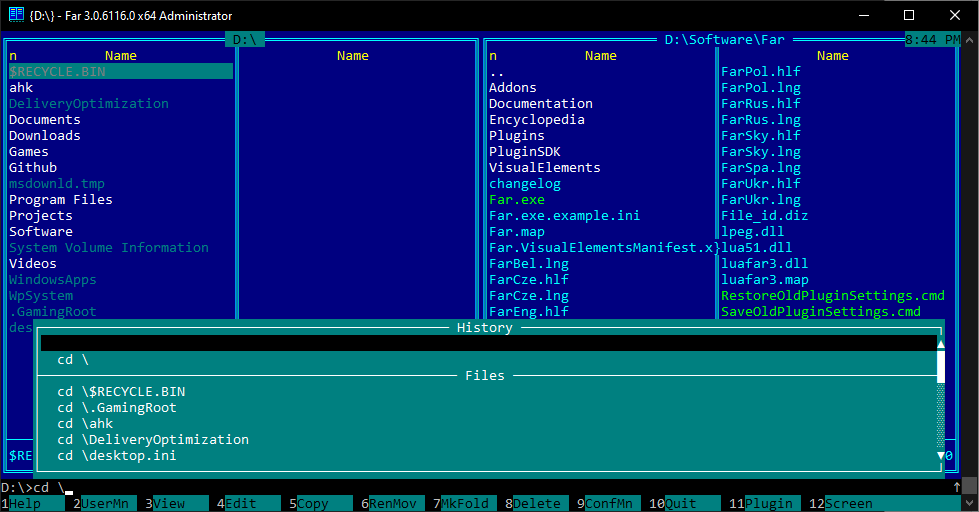 {D:\} - Far 3.0.6116.0 x64 Administrator
D:\
n Name Name
$RECYCLE.BIN
ahk
DeliveryOptimization
Documents
Downloads
Games
Github
msdownld.tmp
Program Files
Projects
Software
System Volume Information
Videos
WindowsApps
WpSystem
.GamingRoot
des
$RE
D:\Software\Far
8:44 PM
n Name Name
..
Addons
Documentation
Encyclopedia
Plugins
PluginSDK
VisualElements
changelog
Far.exe
Far.exe.example.ini
Far.map
Far.VisualElementsManifest.x}
FarBel.lng
FarCze.hlf
FarCze.lng
FarEng.hlf
FarPol.hlf
FarPol.lng
FarRus.hlf
FarRus.lng
FarSky.hlf
FarSky.lng
FarSpa.lng
FarUkr.hlf
FarUkr.lng
File_id.diz
lpeg.dll
lua51.dll
luafar3.dll
luafar3.map
RestoreOldPluginSettings.cmd
SaveOldPluginSettings.cmd
0
History
cd \
Files
cd \$RECYCLE.BIN
cd \.GamingRoot
cd \ahk
cd \DeliveryOptimization
cd \desktop.ini
D:\>cd \
1Help 2UserMn 3View 4Edit 5Copy 6RenMov 7MkFold 8Delete 9ConfMn 10Quit 11Plugin 12Screen